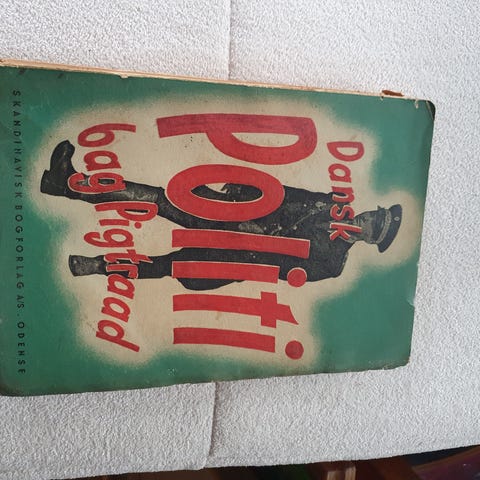 Dansk
Politi
bag Pigtraad
SKANDINAVISK BOGFORLAG A/S. ODENSE